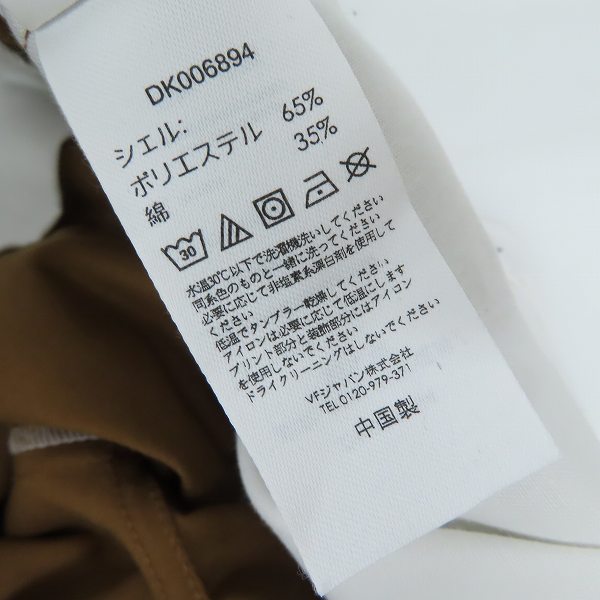 DK006894
シエル:
ポリエステル 65%
綿 35%
30
水温30℃以下で洗濯機洗いしてください
同系色のものと一緒に洗ってください
必要に応じて非塩素系漂白剤を使用して
ください
低温でタンブラー乾燥してください
アイロンは必要に応じて低温にします
プリント部分と装飾部分にはアイロン
を使用しないでください
ドライクリーニングはしないでください
VFジャパン株式会社
TEL 0120-979-371
中国製